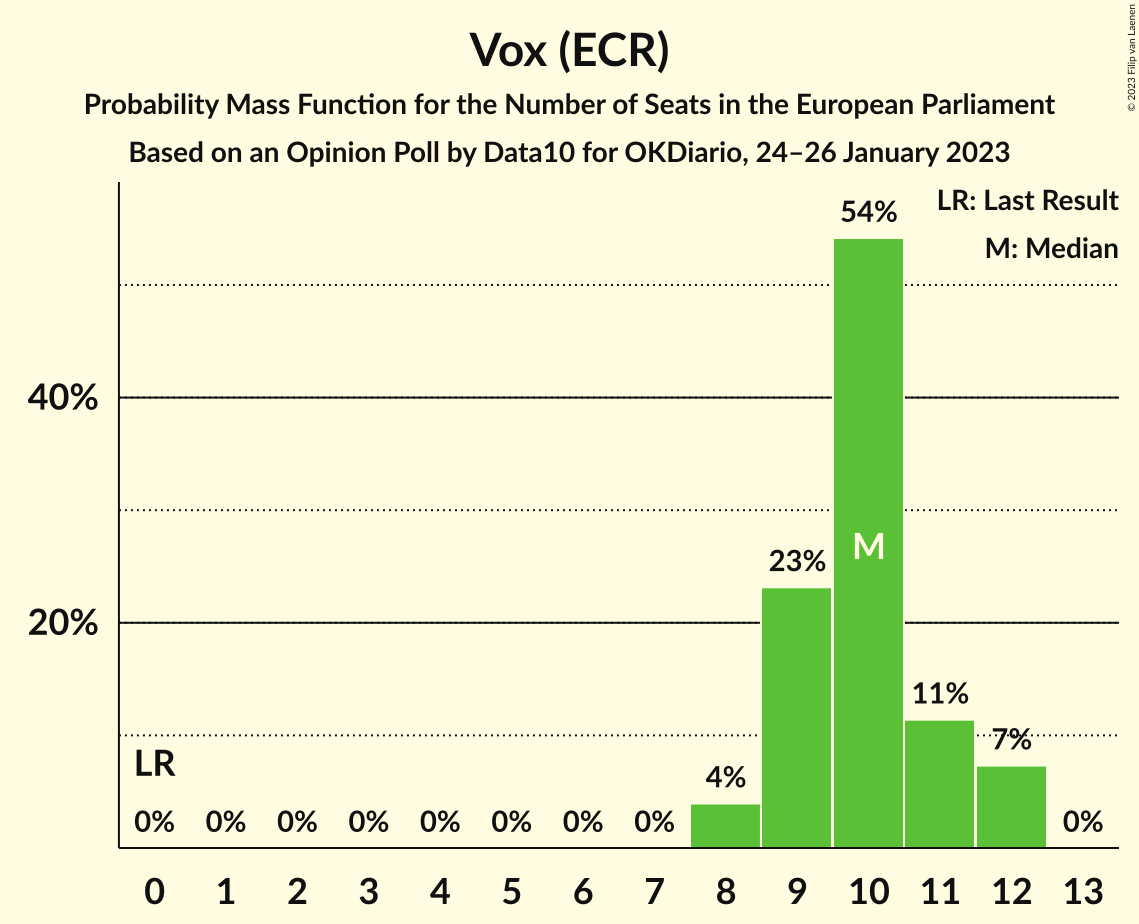 © 2023 Filip van Laenen
Vox (ECR)
Probability Mass Function for the Number of Seats in the European Parliament
Based on an Opinion Poll by Data10 for OKDiario, 24–26 January 2023
LR: Last Result
M: Median
54%
40%
23%
M
20%
11%
7%
4%
LR
0% 0% 0% 0% 0% 0% 0% 0% 0%
0 1 2 3 4 5 6 7 8 9 10 11 12 13